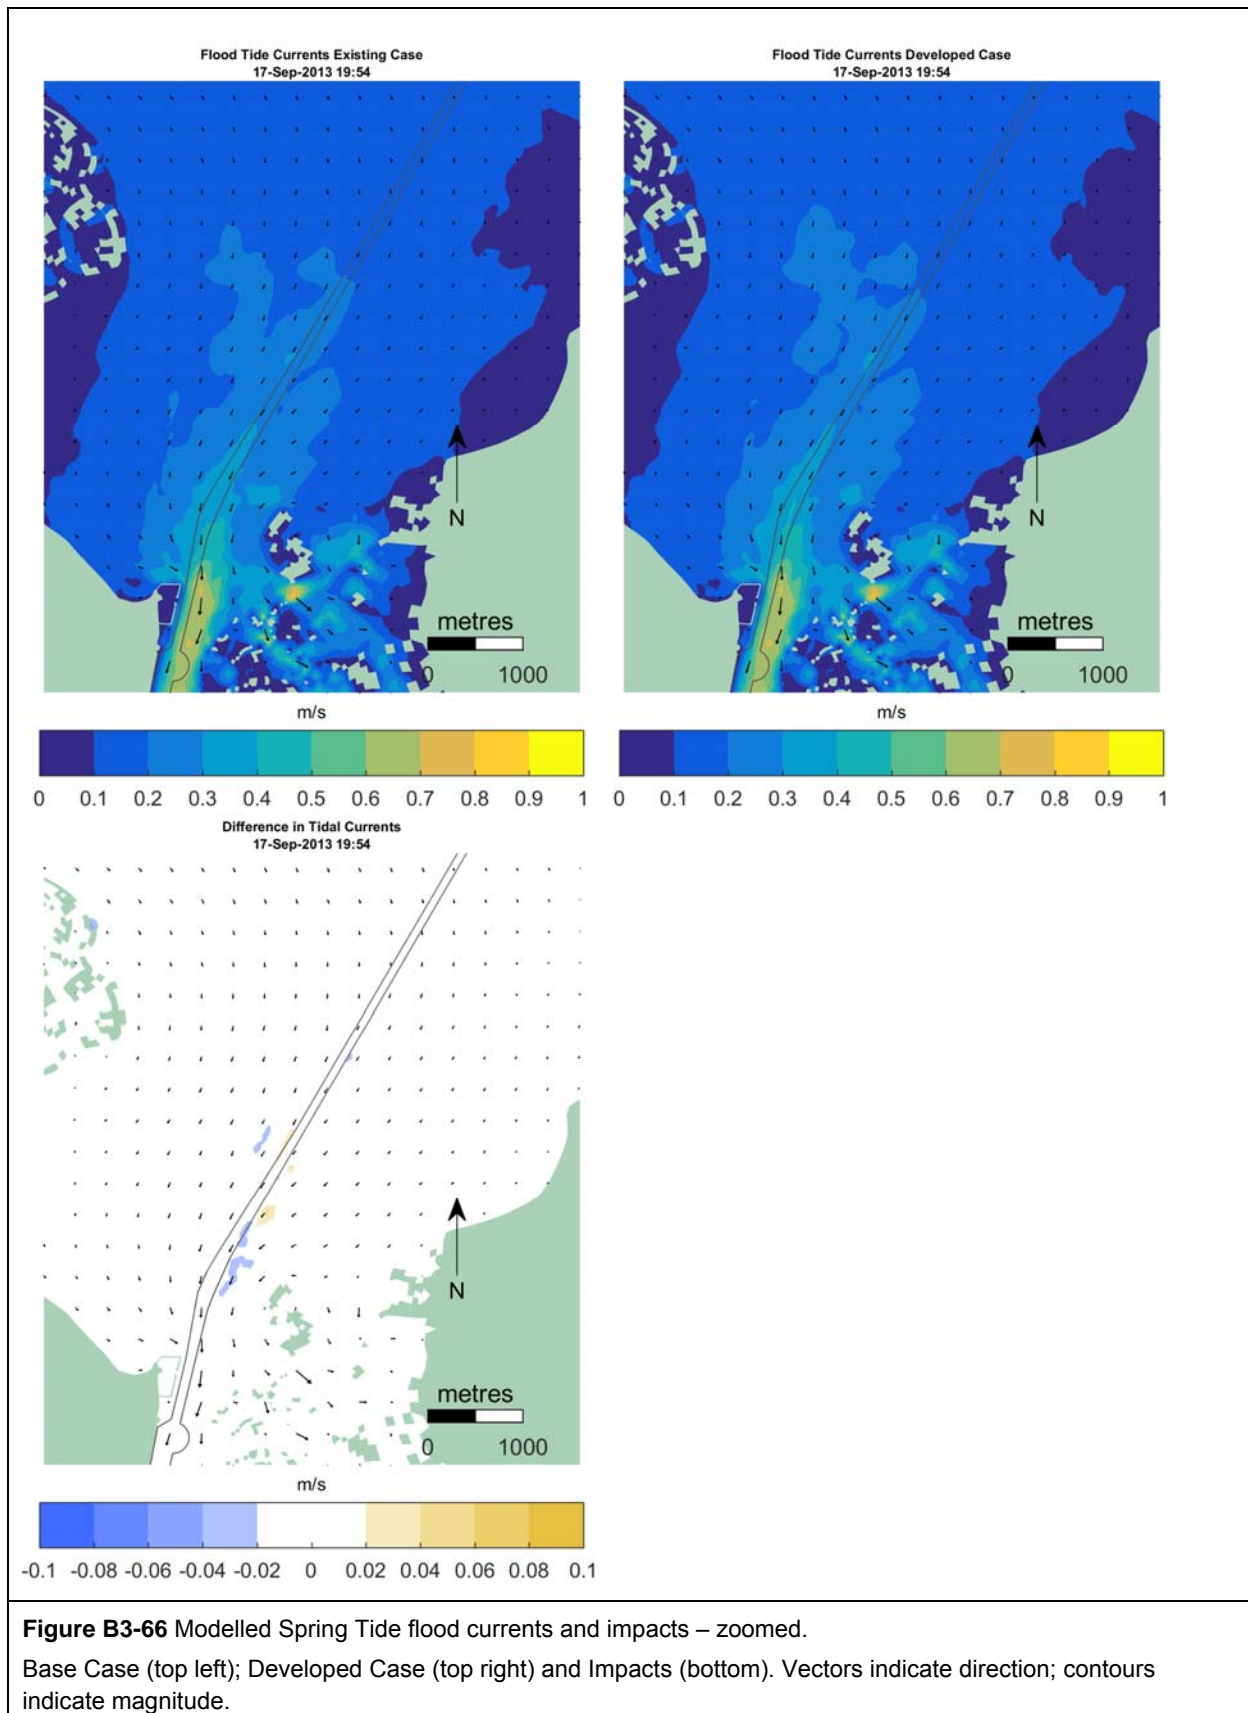 Flood Tide Currents Existing Case
17-Sep-2013 19:54
N
metres
0 1000
m/s
0 0.1 0.2 0.3 0.4 0.5 0.6 0.7 0.8 0.9 1
Flood Tide Currents Developed Case
17-Sep-2013 19:54
N
metres
0 1000
m/s
0 0.1 0.2 0.3 0.4 0.5 0.6 0.7 0.8 0.9 1
Difference in Tidal Currents
17-Sep-2013 19:54
N
metres
0 1000
m/s
-0.1 -0.08 -0.06 -0.04 -0.02 0 0.02 0.04 0.06 0.08 0.1
Figure B3-66 Modelled Spring Tide flood currents and impacts – zoomed.
Base Case (top left); Developed Case (top right) and Impacts (bottom). Vectors indicate direction; contours
indicate magnitude.